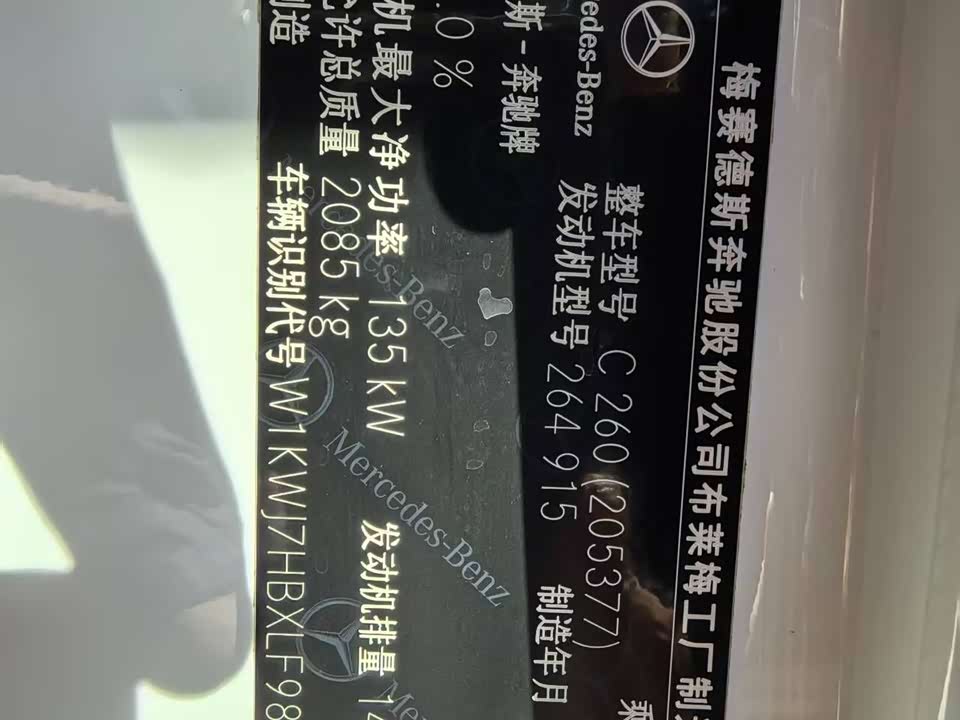 梅赛德斯奔驰股份公司布莱梅工厂制造
Mercedes-Benz
整车型号 C 260 (205377) 乘
斯-奔驰牌
发动机型号 264 915 制造年月
.0 %
机最大净功率 135 kW 发动机排量 14
许总质量 2085 kg
制造
车辆识别代号 W1KWJ7HBXLF98
Mercedes-Benz
Mercedes-Benz